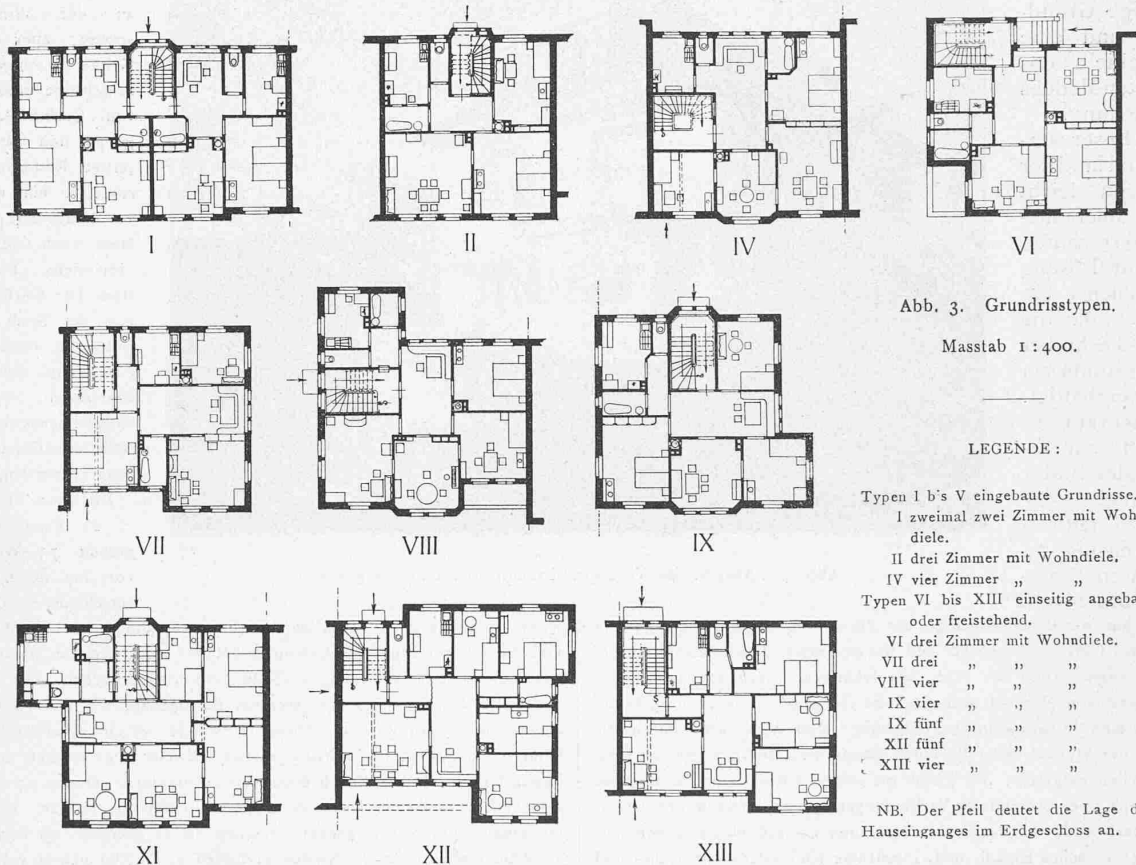 I
II
IV
VI
Abb. 3. Grundrisstypen.
Masstab 1 : 400.
LEGENDE :
VII
VIII
IX
Typen I b's V eingebaute Grundrisse.
I zweimal zwei Zimmer mit Woh
diele.
II drei Zimmer mit Wohndiele.
IV vier Zimmer „ „
Typen VI bis XIII einseitig angeba
oder freistehend.
VI drei Zimmer mit Wohndiele.
VII drei „ „ „
VIII vier „ „ „
IX vier „ „ „
IX fünf „ „ „
XII fünf „ „ „
XIII vier „ „ „
NB. Der Pfeil deutet die Lage d
Hauseinganges im Erdgeschoss an.
XI
XII
XIII